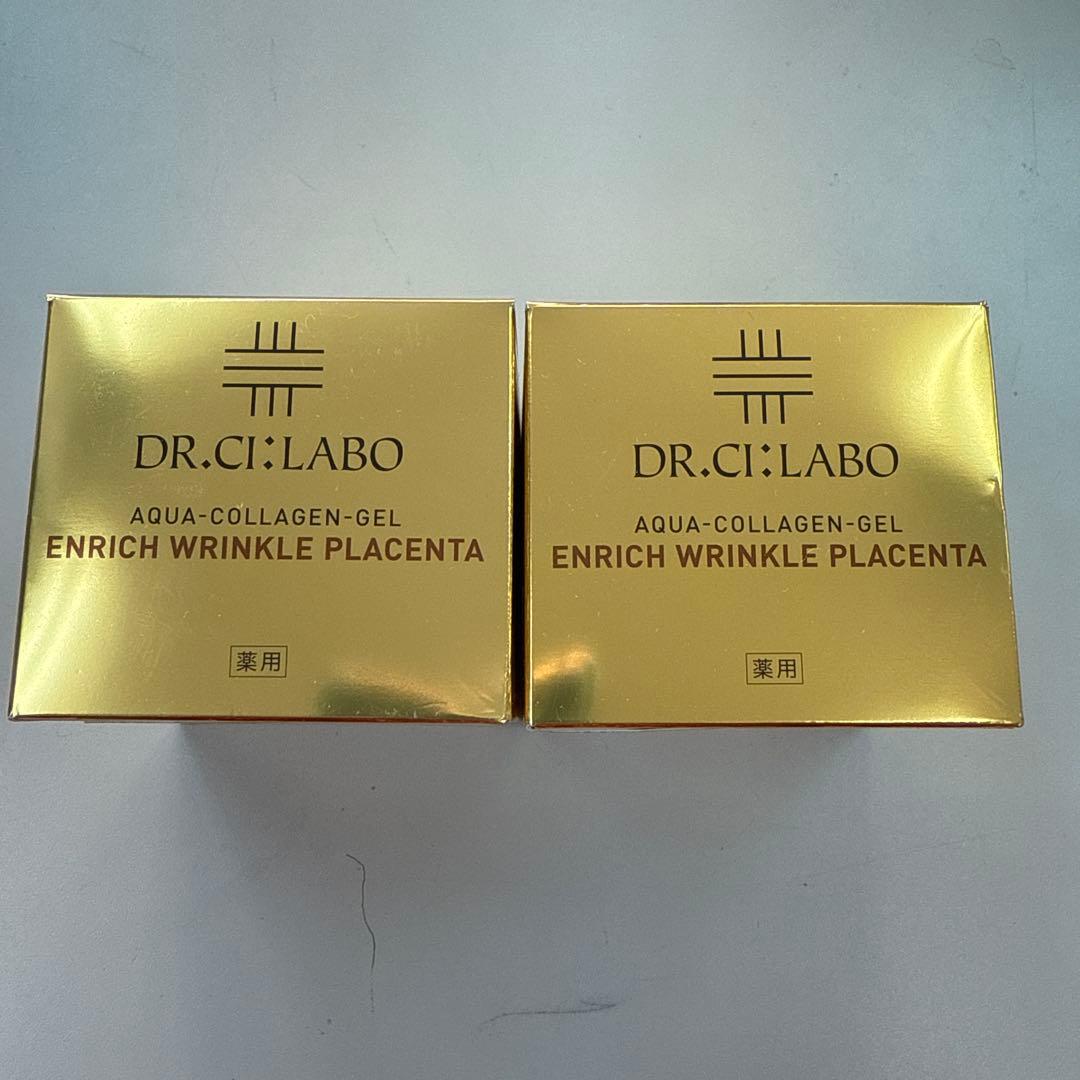 DR.CI:LABO
AQUA-COLLAGEN-GEL
ENRICH WRINKLE PLACENTA
薬用
DR.CI:LABO
AQUA-COLLAGEN-GEL
ENRICH WRINKLE PLACENTA
薬用